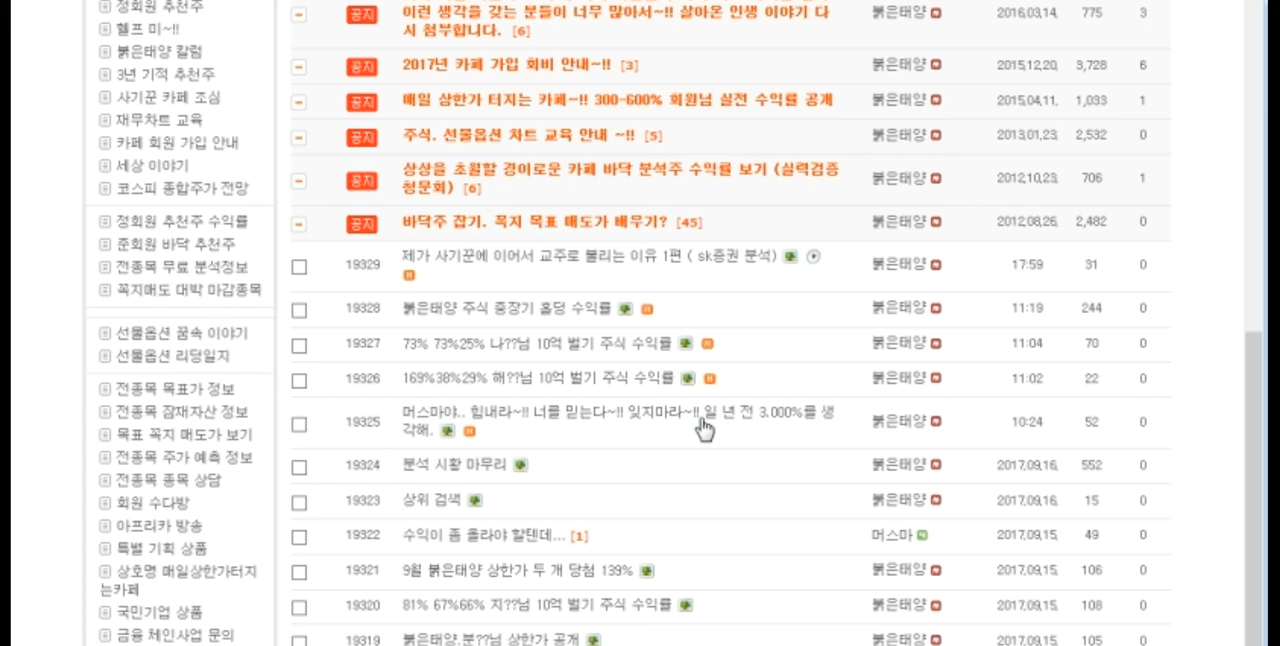 정회원 추천주
헬프 미~!!
붉은태양 칼럼
3년 기적 추천주
사기꾼 카페 조심
재무차트 교육
카페 회원 가입 안내
세상 이야기
코스피 종합주가 전망
정회원 추천주 수익률
준회원 바닥 추천주
전종목 무료 분석정보
꼭지매도 대박 마감종목
선물옵션 꿈속 이야기
선물옵션 리딩일지
전종목 목표가 정보
전종목 잠재자산 정보
목표 꼭지 매도가 보기
전종목 주가 예측 정보
전종목 종목 상담
회원 수다방
아프리카 방송
특별 기획 상품
상호명 매일상한가터지
는카페
국민기업 상품
금융 체인사업 문의
공지 이런 생각을 갖는 분들이 너무 많아서~!! 살아온 인생 이야기 다 붉은태양 2016.03.14. 775 3
시 첨부합니다. [6]
공지 2017년 카페 가입 회비 안내~!! [3] 붉은태양 2015.12.20. 3,728 6
공지 매일 상한가 터지는 카페~!! 300-600% 회원님 실전 수익률 공개 붉은태양 2015.04.11. 1,033 1
공지 주식. 선물옵션 차트 교육 안내 ~!! [5] 붉은태양 2013.01.23. 2,532 0
공지 상상을 초월할 경이로운 카페 바닥 분석주 수익률 보기 (실력검증 붉은태양 2012.10.23. 706 1
청문회) [6]
공지 바닥주 잡기. 꼭지 목표 매도가 배우기? [45] 붉은태양 2012.08.26. 2,482 0
19329 제가 사기꾼에 이어서 교주로 불리는 이유 1편 ( sk증권 분석) 붉은태양 17:59 31 0
19328 붉은태양 주식 중장기 홀딩 수익률 붉은태양 11:19 244 0
19327 73% 73%25% 나??님 10억 벌기 주식 수익률 붉은태양 11:04 70 0
19326 169%38%29% 해??님 10억 벌기 주식 수익률 붉은태양 11:02 22 0
19325 머스마야.. 힘내라~!! 너를 믿는다~!! 잊지마라~!! 일 년 전 3.000%를 생 붉은태양 10:24 52 0
각해.
19324 분석 시황 마무리 붉은태양 2017.09.16. 552 0
19323 상위 검색 붉은태양 2017.09.16. 15 0
19322 수익이 좀 올라야 할텐데... [1] 머스마 2017.09.15. 49 0
19321 9월 붉은태양 상한가 두 개 당첨 139% 붉은태양 2017.09.15. 106 0
19320 81% 67%66% 지??님 10억 벌기 주식 수익률 붉은태양 2017.09.15. 108 0
19319 붉은태양.분??님 상한가 공개 붉은태양 2017.09.15. 105 0